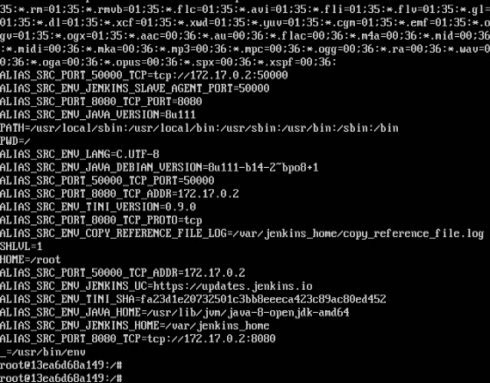 35:*.rm=01;35:*.rmvb=01;35:*.flc=01;35:*.avi=01;35:*.fli=01;35:*.flv=01;35:*.gl=
01;35:*.dl=01;35:*.xcf=01;35:*.xwd=01;35:*.yuv=01;35:*.cgm=01;35:*.emf=01;35:*.o
gv=01;35:*.ogx=01;35:*.aac=00;36:*.au=00;36:*.flac=00;36:*.m4a=00;36:*.mid=00;36
:*.midi=00;36:*.mka=00;36:*.mp3=00;36:*.mpc=00;36:*.ogg=00;36:*.ra=00;36:*.wav=0
0;36:*.oga=00;36:*.opus=00;36:*.spx=00;36:*.xspf=00;36:
ALIAS_SRC_PORT_50000_TCP=tcp://172.17.0.2:50000
ALIAS_SRC_ENV_JENKINS_SLAVE_AGENT_PORT=50000
ALIAS_SRC_PORT_8080_TCP_PORT=8080
ALIAS_SRC_ENV_JAVA_VERSION=8u111
PATH=/usr/local/sbin:/usr/local/bin:/usr/sbin:/usr/bin:/sbin:/bin
PWD=/
ALIAS_SRC_ENV_LANG=C.UTF-8
ALIAS_SRC_ENV_JAVA_DEBIAN_VERSION=8u111-b14-2~bpo8+1
ALIAS_SRC_PORT_50000_TCP_PORT=50000
ALIAS_SRC_PORT_8080_TCP_ADDR=172.17.0.2
ALIAS_SRC_ENV_TINI_VERSION=0.9.0
ALIAS_SRC_PORT_8080_TCP_PROTO=tcp
ALIAS_SRC_ENV_COPY_REFERENCE_FILE_LOG=/var/jenkins_home/copy_reference_file.log
SHLVL=1
HOME=/root
ALIAS_SRC_PORT_50000_TCP_ADDR=172.17.0.2
ALIAS_SRC_ENV_JENKINS_UC=https://updates.jenkins.io
ALIAS_SRC_ENV_TINI_SHA=fa23d1e20732501c3bb8eeeca423c89ac80ed452
ALIAS_SRC_ENV_JAVA_HOME=/usr/lib/jvm/java-8-openjdk-amd64
ALIAS_SRC_ENV_JENKINS_HOME=/var/jenkins_home
ALIAS_SRC_PORT_8080_TCP=tcp://172.17.0.2:8080
_=/usr/bin/env
root@13ea6d68a149:/#
root@13ea6d68a149:/#